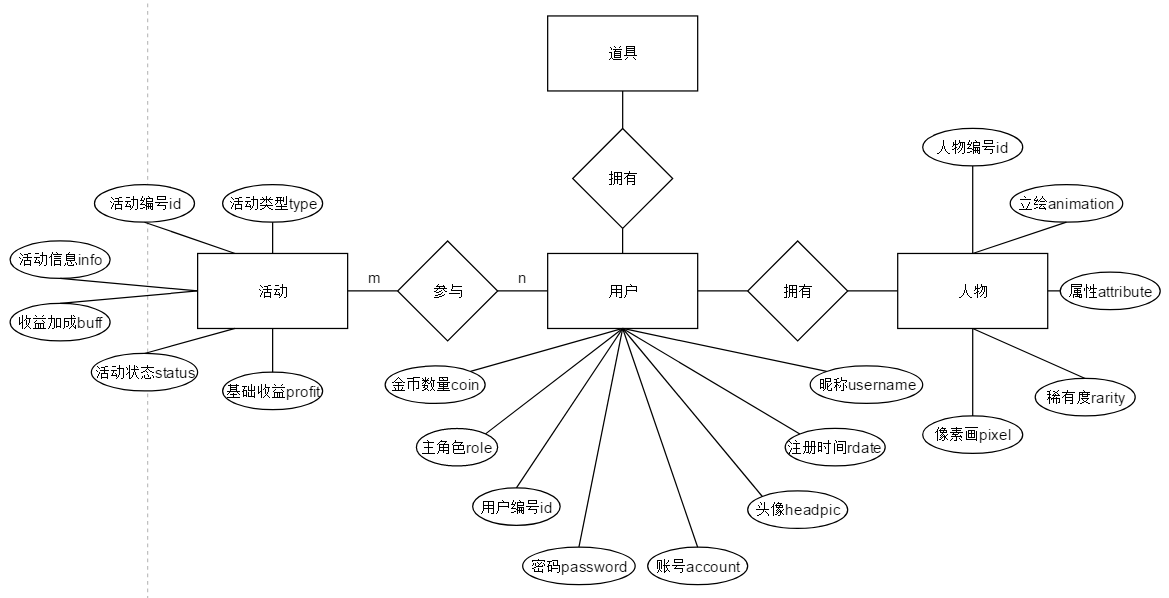 道具
拥有
人物编号id
活动编号id
活动类型type
立绘animation
活动信息info
活动
m
参与
n
用户
拥有
人物
属性attribute
收益加成buff
活动状态status
基础收益profit
金币数量coin
昵称username
稀有度rarity
主角色role
注册时间rdate
像素画pixel
用户编号id
头像headpic
密码password
账号account